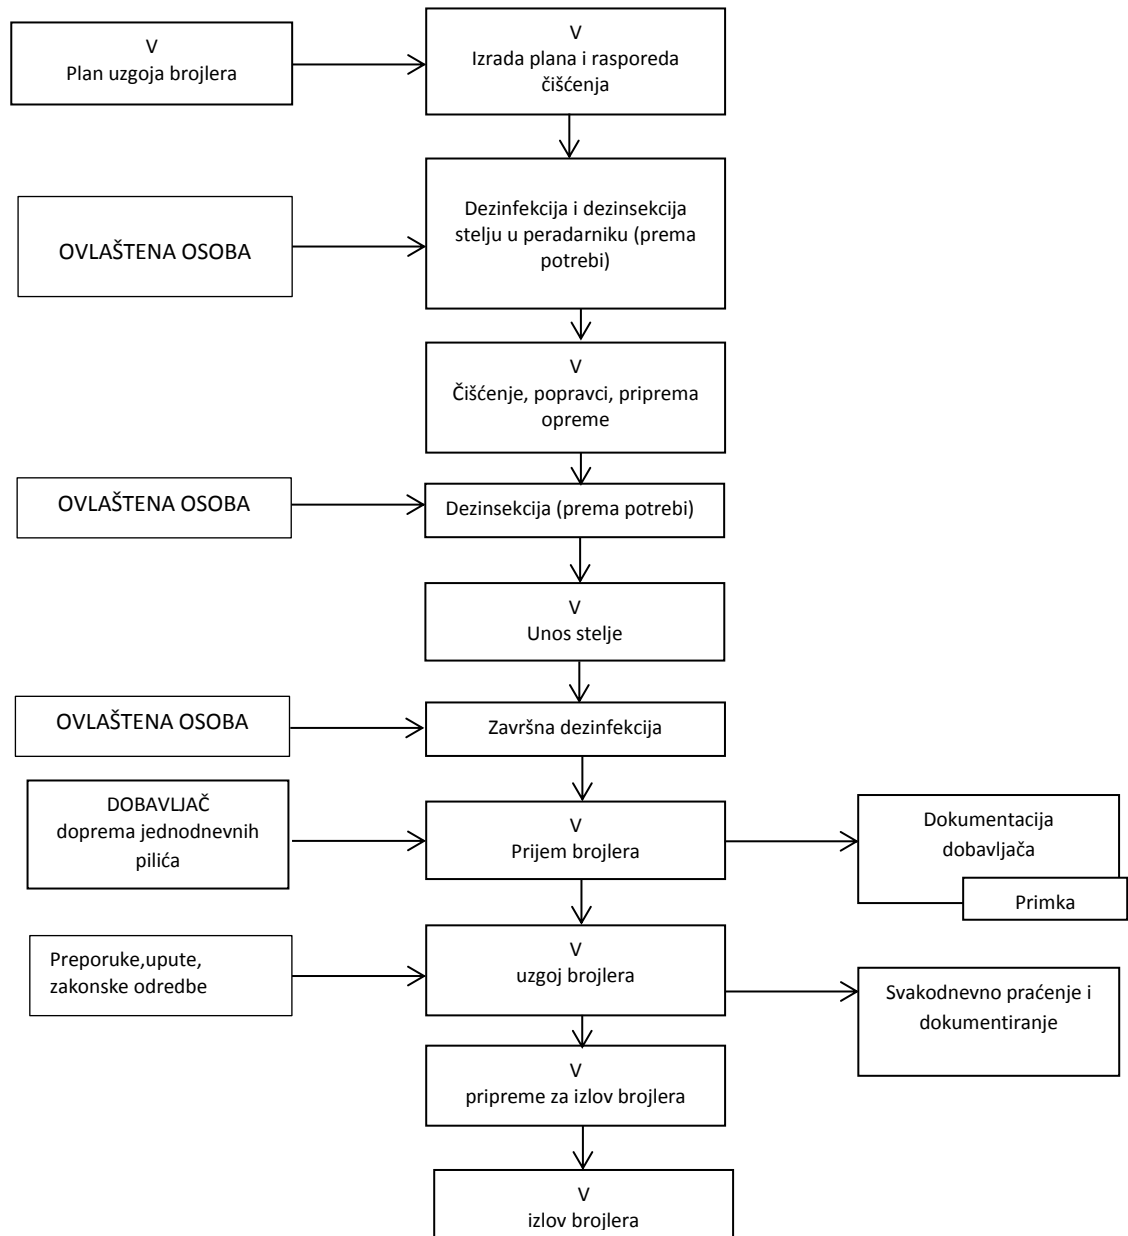 V
Plan uzgoja brojlera
V
Izrada plana i rasporeda
čišćenja
OVLAŠTENA OSOBA
Dezinfekcija i dezinsekcija
stelju u peradarniku (prema
potrebi)
V
Čišćenje, popravci, priprema
opreme
OVLAŠTENA OSOBA
Dezinsekcija (prema potrebi)
V
Unos stelje
OVLAŠTENA OSOBA
Završna dezinfekcija
DOBAVLJAČ
doprema jednodnevnih
pilića
V
Prijem brojlera
Dokumentacija
dobavljača
Primka
Preporuke,upute,
zakonske odredbe
V
uzgoj brojlera
Svakodnevno praćenje i
dokumentiranje
V
pripreme za izlov brojlera
V
izlov brojlera